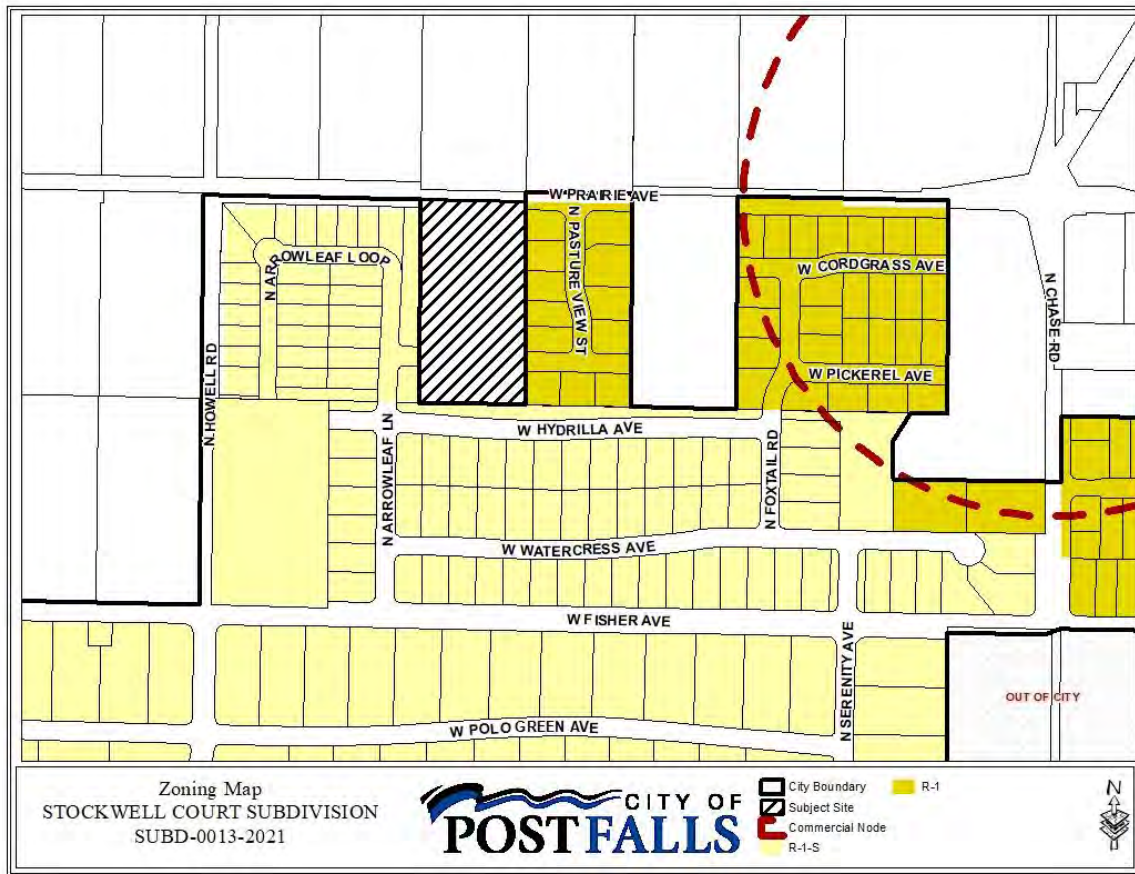 W PRAIRIE AVE
N ARROWLEAF LOOP
N PASTURE VIEW ST
W CORDGRASS AVE
N CHASE RD
W PICKEREL AVE
N HOWELL RD
W HYDRILLA AVE
N ARROWLEAF LN
N FOXTAIL RD
W WATERCRESS AVE
W FISHER AVE
N SERENITY AVE
OUT OF CITY
W POLO GREEN AVE
Zoning Map
STOCKWELL COURT SUBDIVISION
SUBD-0013-2021
CITY OF
POST FALLS
City Boundary
Subject Site
Commercial Node
R-1-S
R-1
N